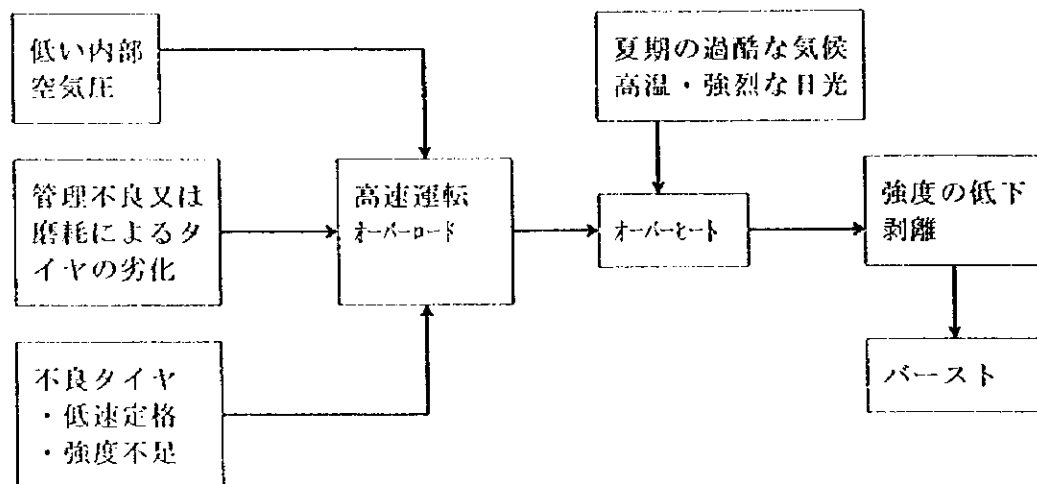 低い内部
空気圧
夏期の過酷な気候
高温・強烈な日光
管理不良又は
磨耗によるタ
イヤの劣化
高速運転
オーバーロード
オーバーヒート
強度の低下
剥離
不良タイヤ
・低速定格
・強度不足
バースト